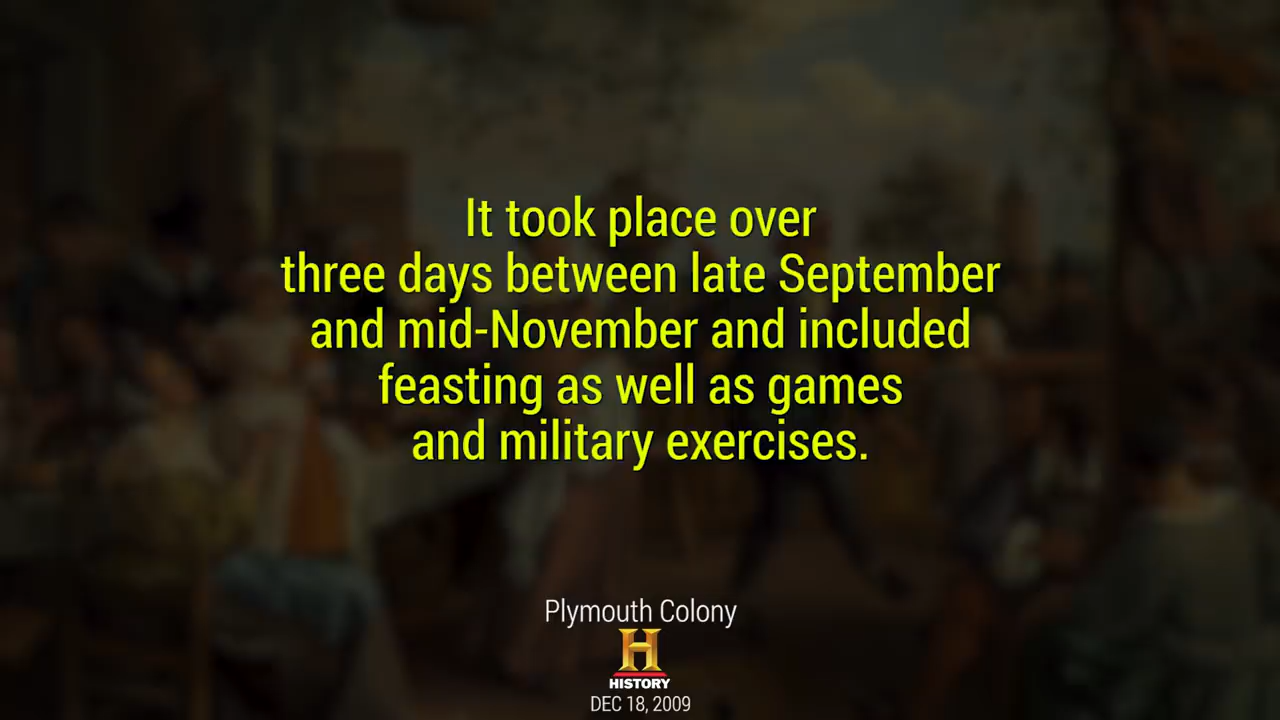 It took place over
three days between late September
and mid-November and included
feasting as well as games
and military exercises.
Plymouth Colony
H
HISTORY
DEC 18, 2009